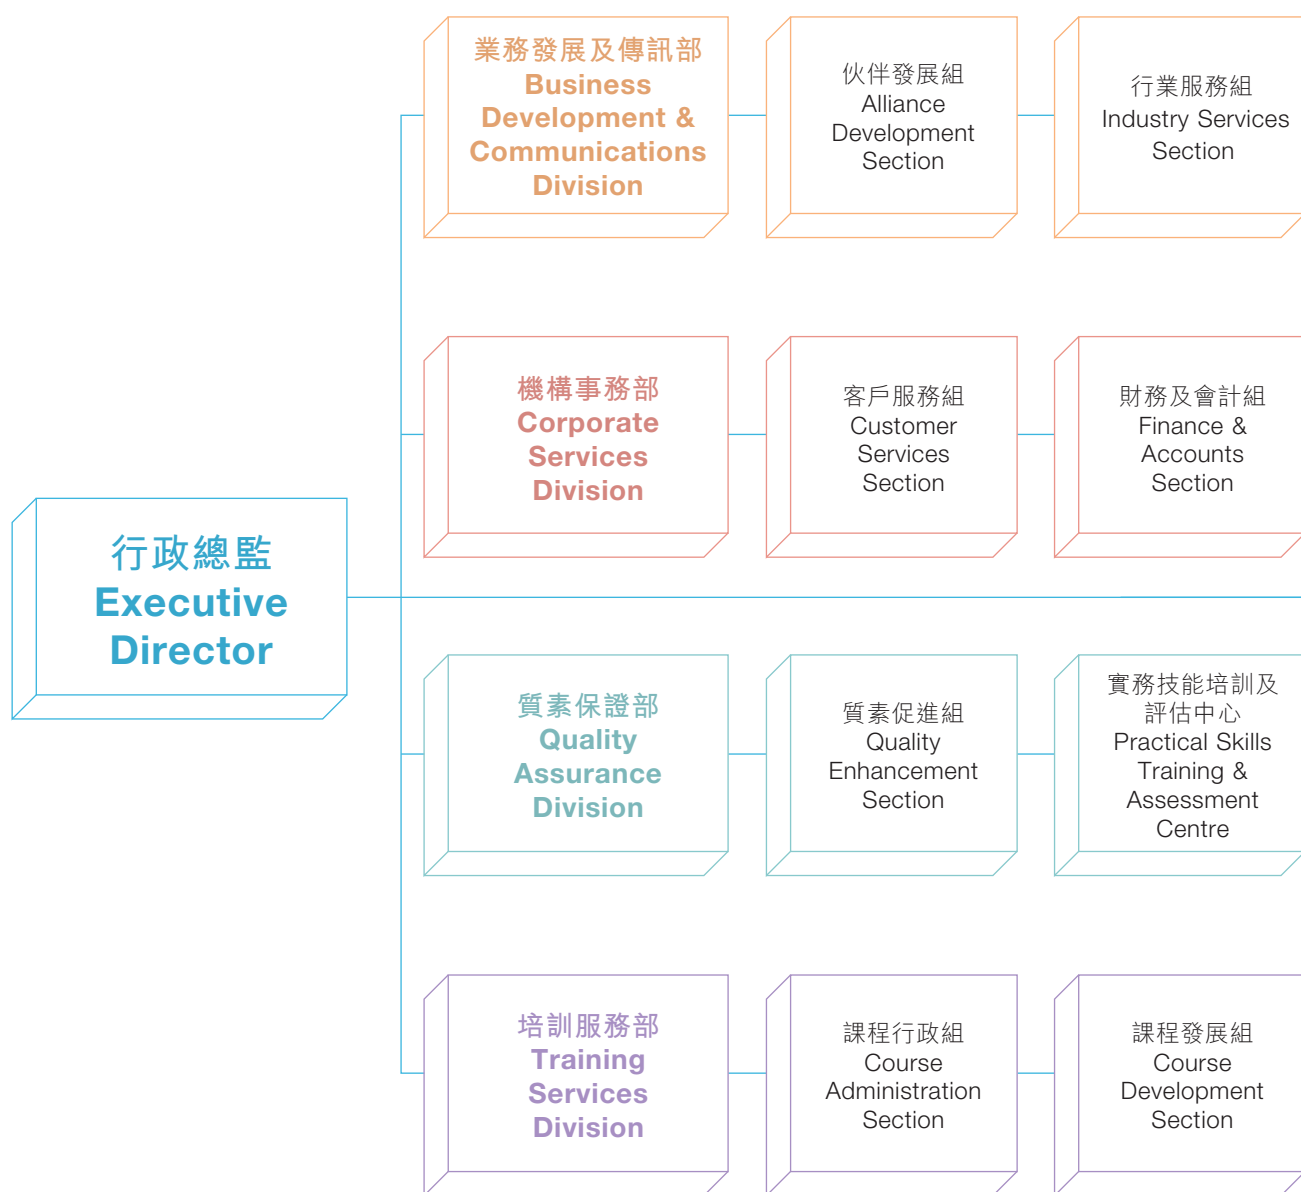 業務發展及傳訊部
Business
Development &
Communications
Division
伙伴發展組
Alliance
Development
Section
行業服務組
Industry Services
Section
機構事務部
Corporate
Services
Division
客戶服務組
Customer
Services
Section
財務及會計組
Finance &
Accounts
Section
行政總監
Executive
Director
質素保證部
Quality
Assurance
Division
質素促進組
Quality
Enhancement
Section
實務技能培訓及
評估中心
Practical Skills
Training &
Assessment
Centre
培訓服務部
Training
Services
Division
課程行政組
Course
Administration
Section
課程發展組
Course
Development
Section